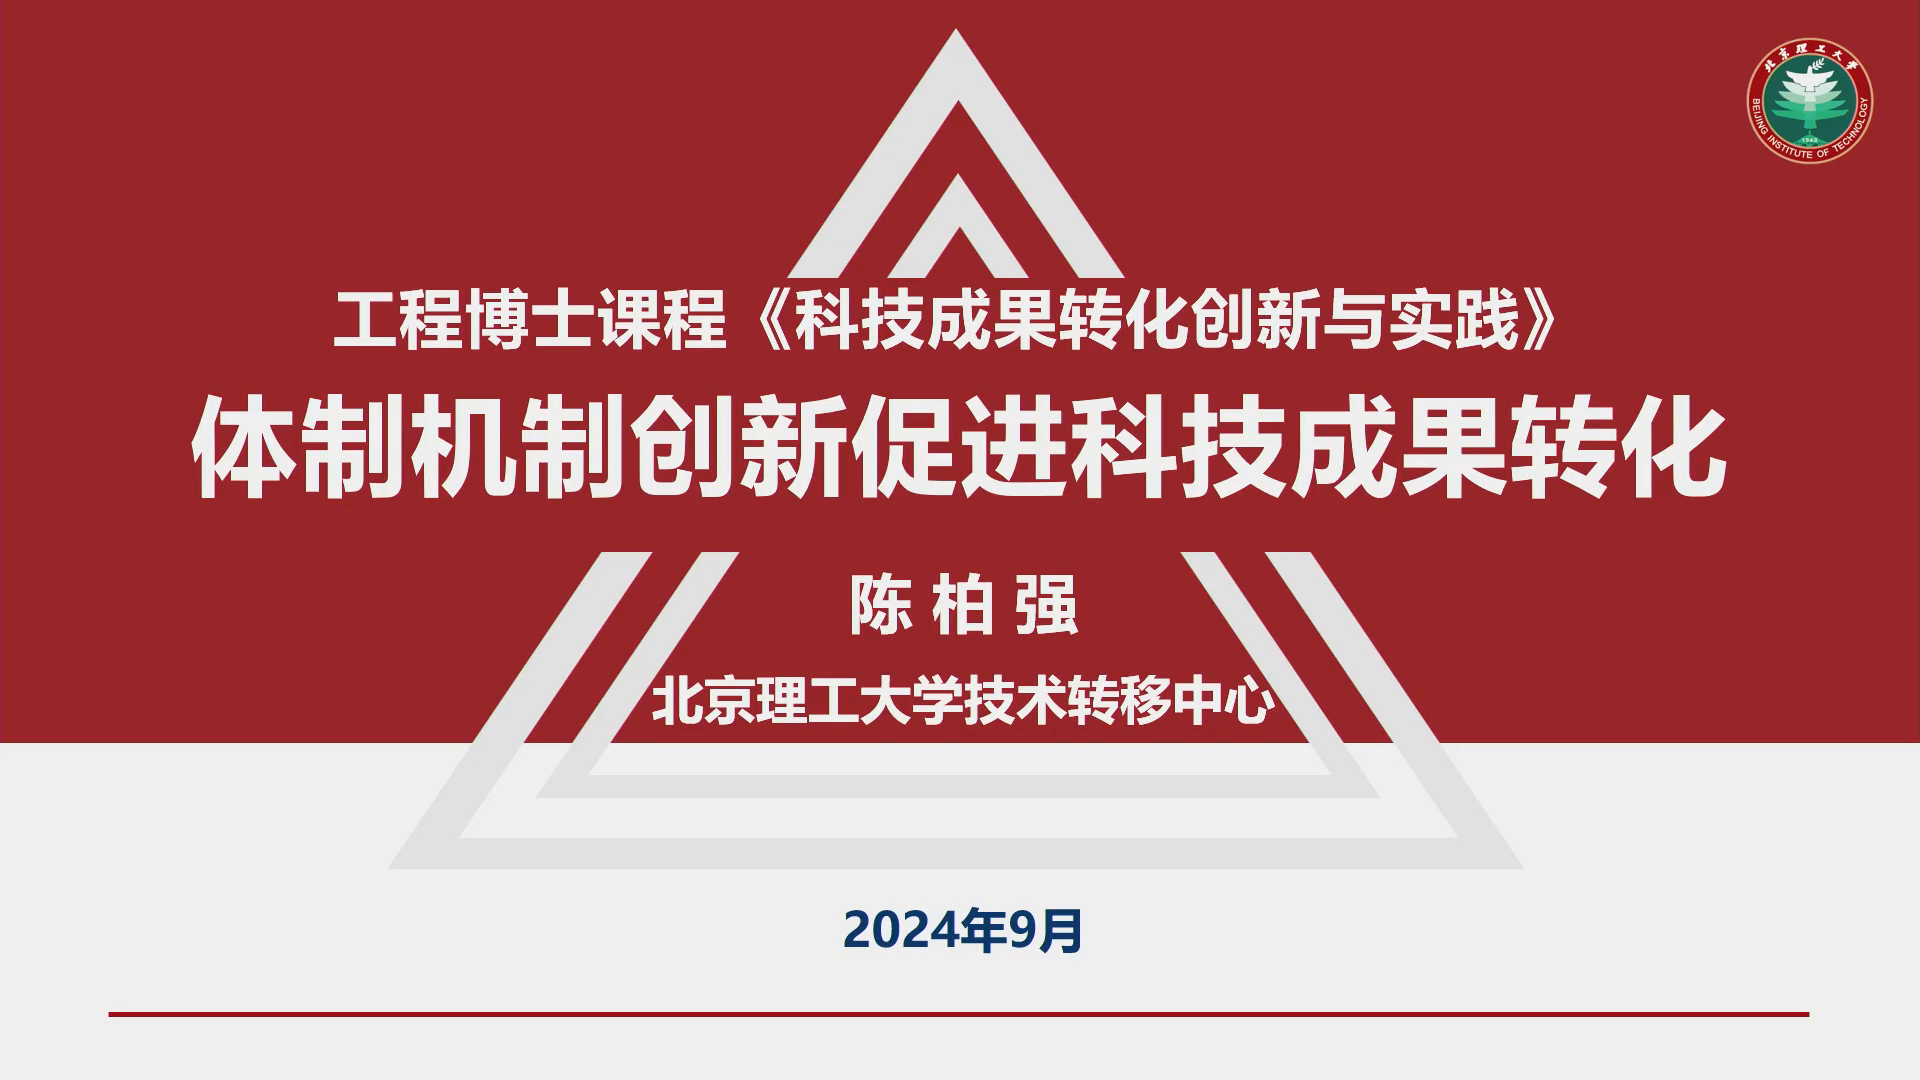 北京理工大学
BEIJING INSTITUTE OF TECHNOLOGY
1940
工程博士课程《科技成果转化创新与实践》
体制机制创新促进科技成果转化
陈柏强
北京理工大学技术转移中心
2024年9月